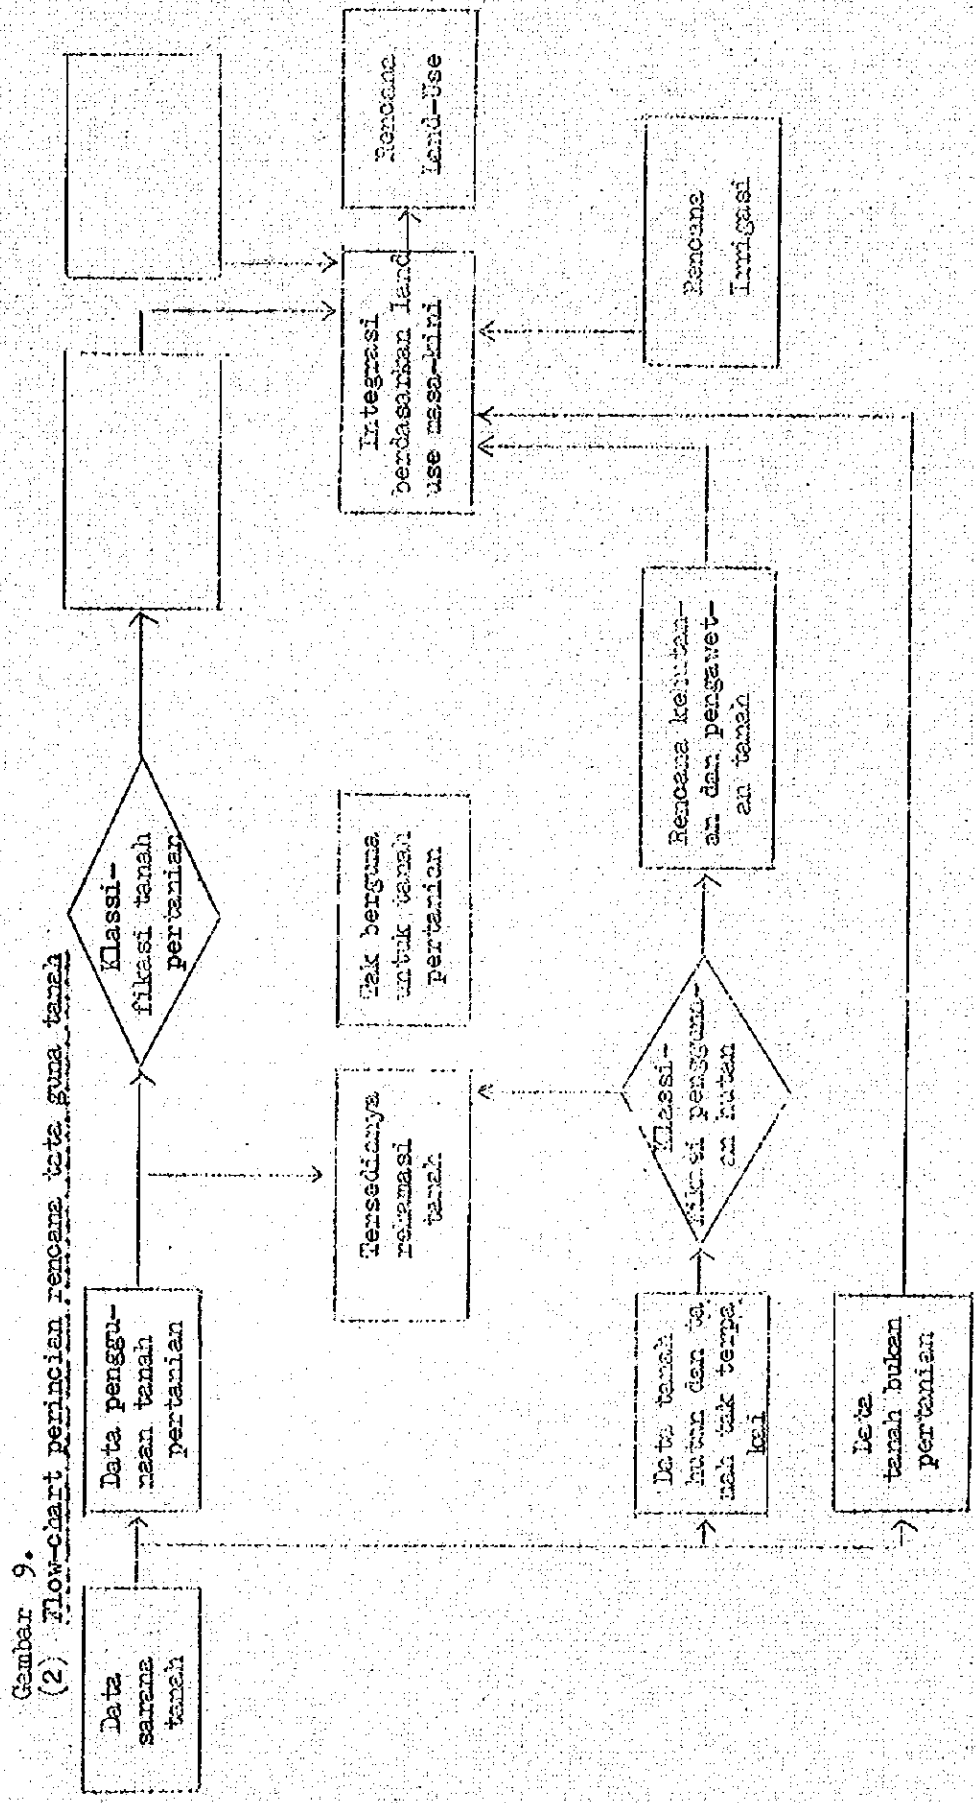 Gambar 9.
(2) Flow-chart perincian rencana tata guna tanah
Data
sarana
tanah
Data penggu-
naan tanah
pertanian
Klassi-
fikasi tanah
pertanian
Tersedianya
reklamasi
tanah
Tak berguna
untuk tanah
pertanian
Integrasi
berdasarkan land
use masa-kini
Rencana
Land-Use
Data tanah
hutan dan ta
nah tak terpa
kai
Klassi-
fikasi pengguna-
an hutan
Rencana kehutan-
an dan pengawet-
an tanah
Rencana
Irrigasi
Data
tanah bukan
pertanian